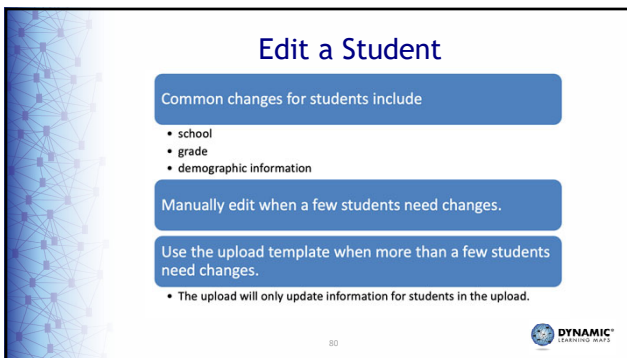 Edit a Student
Common changes for students include
• school
• grade
• demographic information
Manually edit when a few students need changes.
Use the upload template when more than a few students
need changes.
• The upload will only update information for students in the upload.
80
DYNAMIC®
LEARNING MAPS